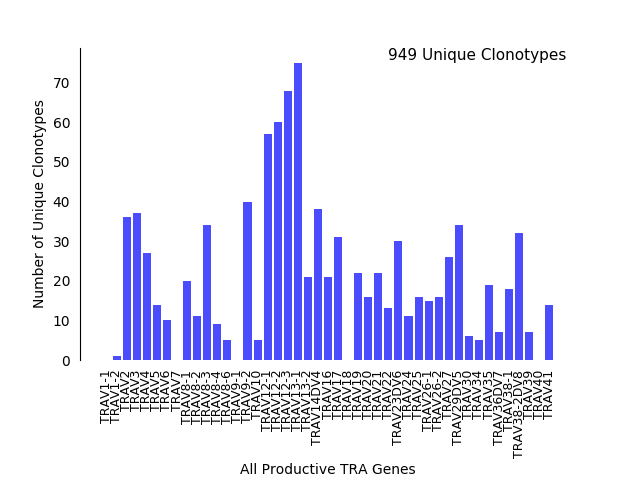 949 Unique Clonotypes
Number of Unique Clonotypes
70
60
50
40
30
20
10
0
TRAV1-1
TRAV1-2
TRAV2
TRAV3
TRAV4
TRAV5
TRAV6
TRAV7
TRAV8-1
TRAV8-2
TRAV8-3
TRAV8-4
TRAV8-6
TRAV9-1
TRAV9-2
TRAV10
TRAV12-1
TRAV12-2
TRAV12-3
TRAV13-1
TRAV13-2
TRAV14DV4
TRAV16
TRAV17
TRAV18
TRAV19
TRAV20
TRAV21
TRAV22
TRAV23DV6
TRAV24
TRAV25
TRAV26-1
TRAV26-2
TRAV27
TRAV29DV5
TRAV30
TRAV34
TRAV35
TRAV36DV7
TRAV38-1
TRAV38-2DV8
TRAV39
TRAV40
TRAV41
All Productive TRA Genes